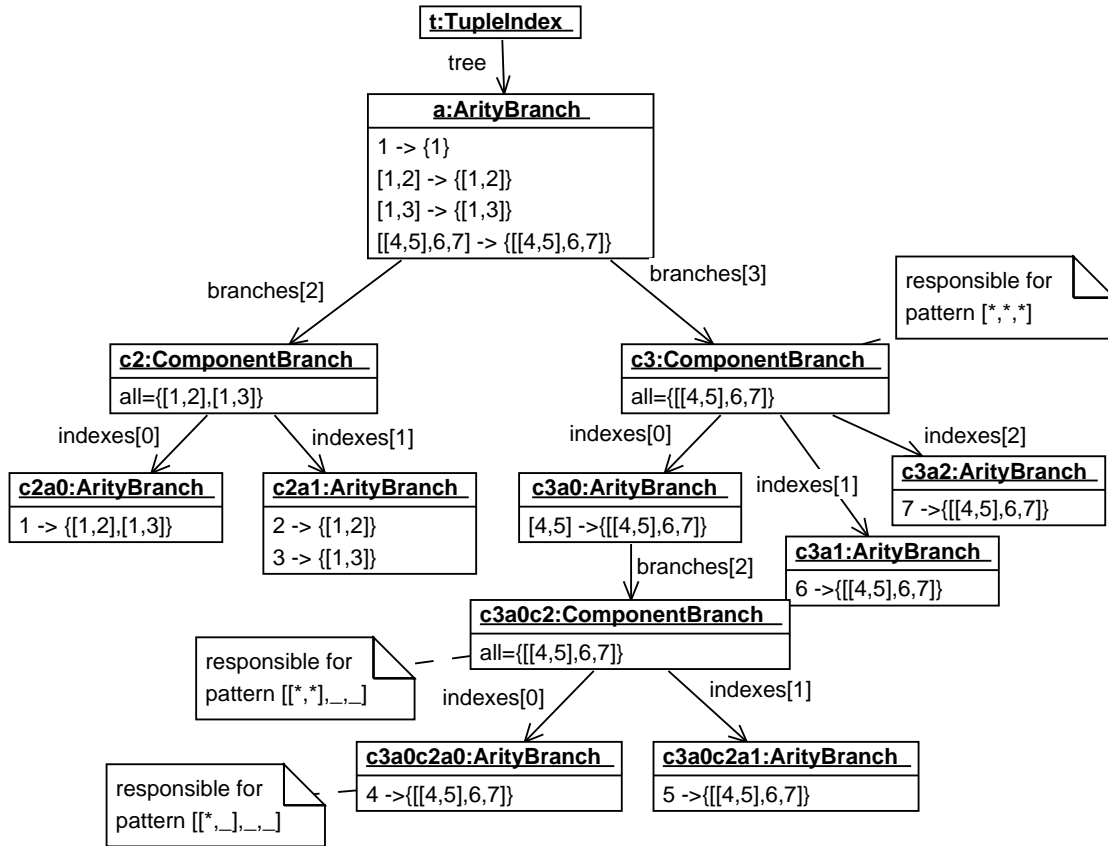 t:TupleIndex
tree
a:ArityBranch
1 -> {1}
[1,2] -> {[1,2]}
[1,3] -> {[1,3]}
[[4,5],6,7] -> {[[4,5],6,7]}
branches[2]
branches[3]
responsible for
pattern [*,*,*]
c2:ComponentBranch
all={[1,2],[1,3]}
c3:ComponentBranch
all={[[4,5],6,7]}
indexes[0]
indexes[1]
indexes[0]
indexes[1]
indexes[2]
c2a0:ArityBranch
1 -> {[1,2],[1,3]}
c2a1:ArityBranch
2 -> {[1,2]}
3 -> {[1,3]}
c3a0:ArityBranch
[4,5] ->{[[4,5],6,7]}
c3a2:ArityBranch
7 ->{[[4,5],6,7]}
c3a1:ArityBranch
6 ->{[[4,5],6,7]}
branches[2]
c3a0c2:ComponentBranch
all={[[4,5],6,7]}
responsible for
pattern [[*,*],_,_]
indexes[0]
indexes[1]
c3a0c2a0:ArityBranch
4 ->{[[4,5],6,7]}
c3a0c2a1:ArityBranch
5 ->{[[4,5],6,7]}
responsible for
pattern [[*,_],_,_]